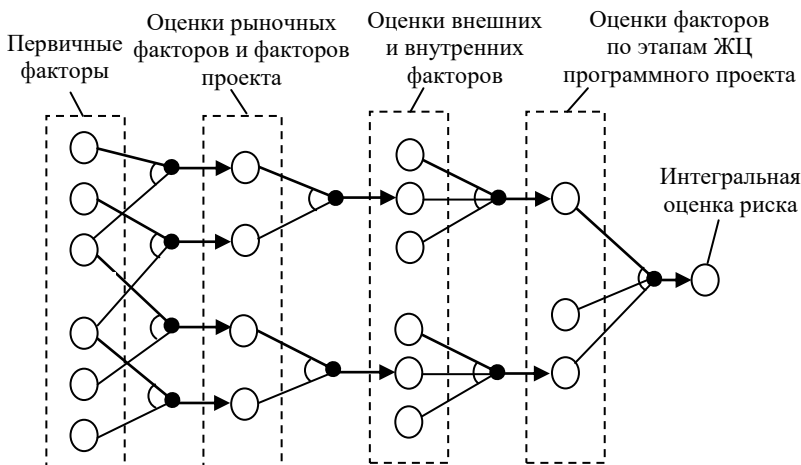 Первичные
факторы
Оценки рыночных
факторов и факторов
проекта
Оценки внешних
и внутренних
факторов
Оценки факторов
по этапам ЖЦ
программного проекта
Интегральная
оценка риска